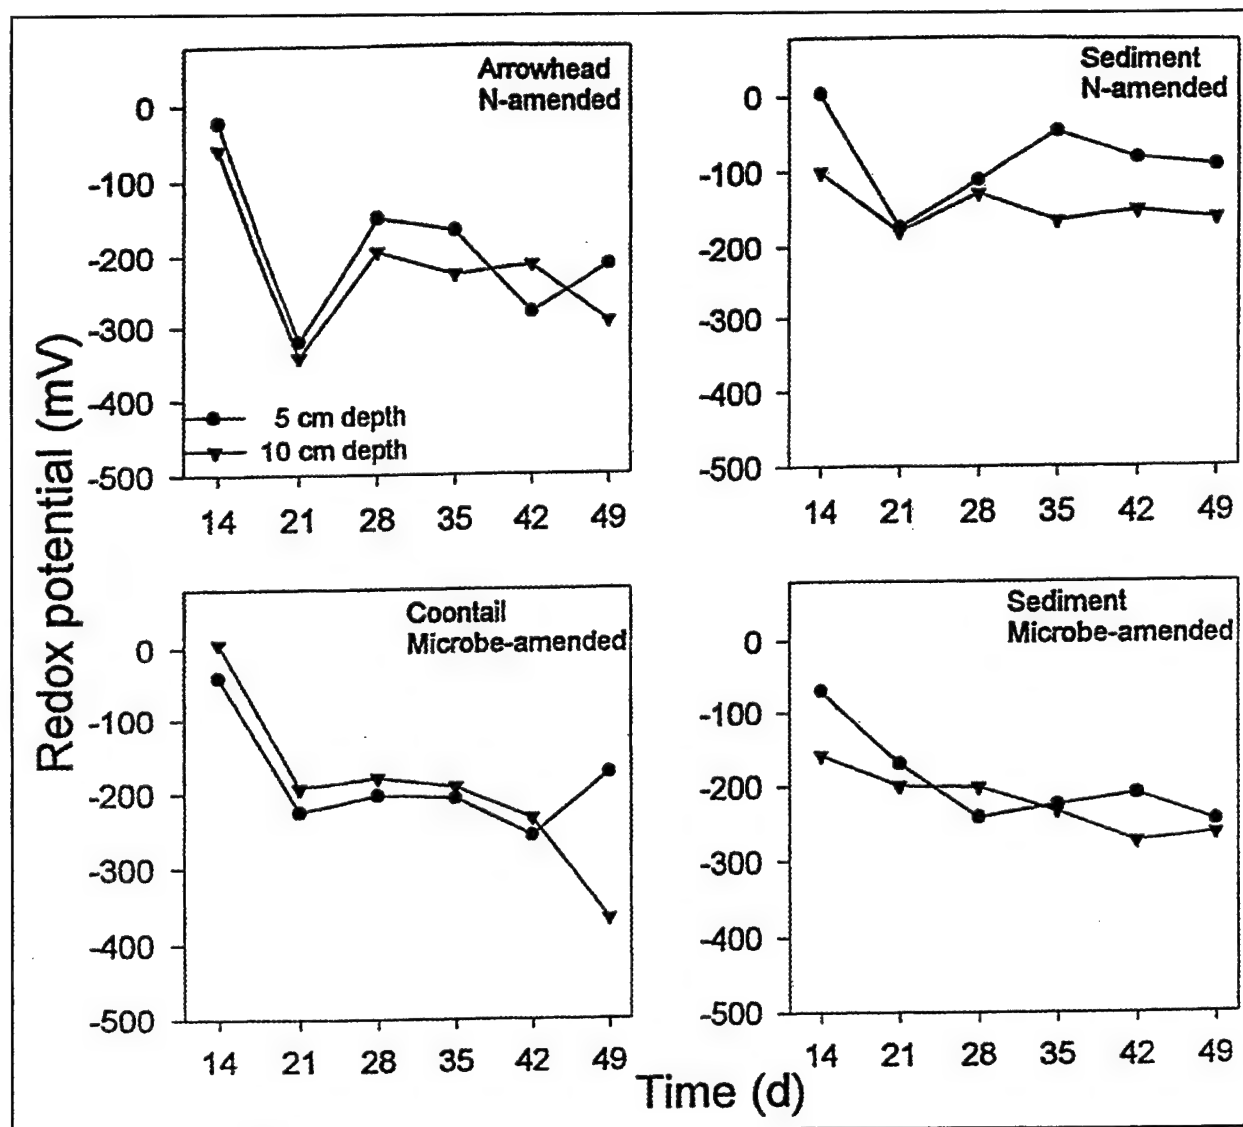 Redox potential (mV)
Arrowhead
N-amended
0
-100
-200
-300
-400
-500
5 cm depth
10 cm depth
14 21 28 35 42 49
Sediment
N-amended
0
-100
-200
-300
-400
-500
14 21 28 35 42 49
Coontail
Microbe-amended
0
-100
-200
-300
-400
-500
14 21 28 35 42 49
Sediment
Microbe-amended
0
-100
-200
-300
-400
-500
14 21 28 35 42 49
Time (d)